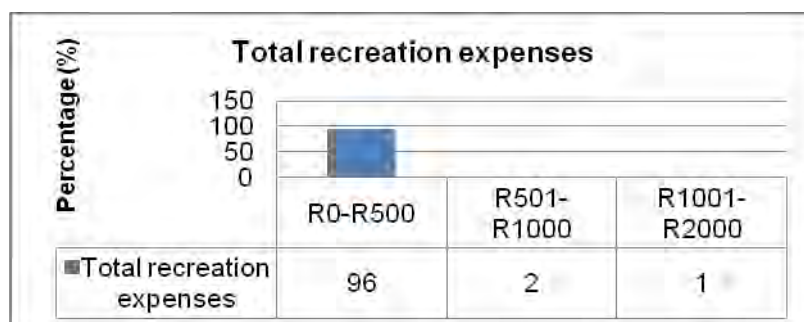 Total recreation expenses
Percentage (%)
150
100
50
0
R0-R500
R501-
R1000
R1001-
R2000
Total recreation
expenses
96
2
1